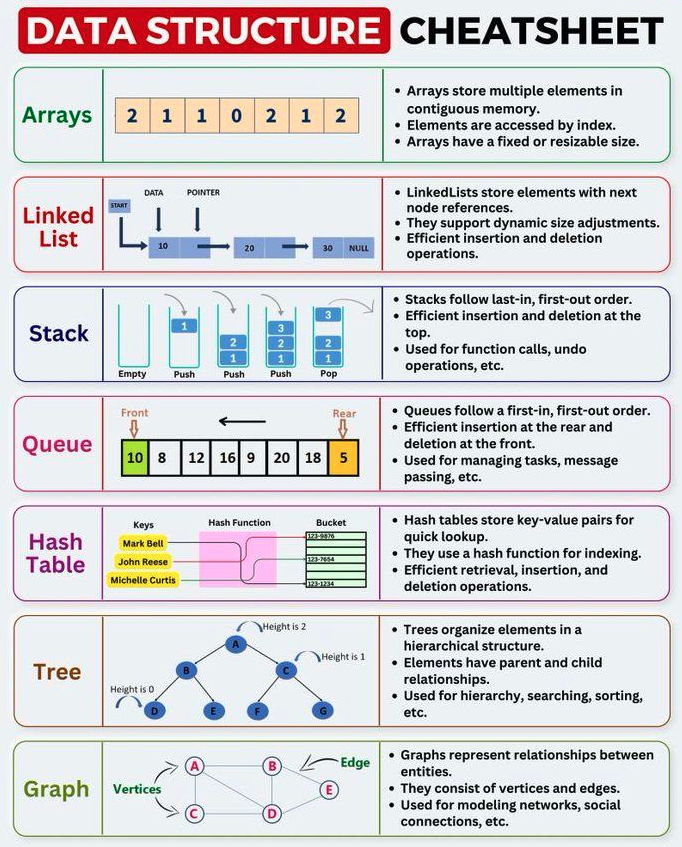 DATA STRUCTURE CHEATSHEET
Arrays
2 1 1 0 2 1 2
• Arrays store multiple elements in
contiguous memory.
• Elements are accessed by index.
• Arrays have a fixed or resizable size.
Linked
List
START
DATA POINTER
10 20 30 NULL
• LinkedLists store elements with next
node references.
• They support dynamic size adjustments.
• Efficient insertion and deletion
operations.
Stack
1
2
1
3
2
1
3
2
1
Empty Push Push Push Pop
• Stacks follow last-in, first-out order.
• Efficient insertion and deletion at the
top.
• Used for function calls, undo
operations, etc.
Queue
Front Rear
10 8 12 16 9 20 18 5
• Queues follow a first-in, first-out order.
• Efficient insertion at the rear and
deletion at the front.
• Used for managing tasks, message
passing, etc.
Hash
Table
Keys Hash Function Bucket
Mark Bell
John Reese
Michelle Curtis
123-9876
123-7654
123-1234
• Hash tables store key-value pairs for
quick lookup.
• They use a hash function for indexing.
• Efficient retrieval, insertion, and
deletion operations.
Tree
Height is 2
A
Height is 1
B C
Height is 0
D E F G
• Trees organize elements in a
hierarchical structure.
• Elements have parent and child
relationships.
• Used for hierarchy, searching, sorting,
etc.
Graph
Vertices
A B
Edge
E
C D
• Graphs represent relationships between
entities.
• They consist of vertices and edges.
• Used for modeling networks, social
connections, etc.